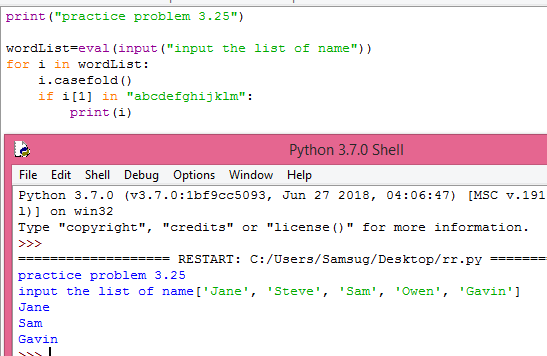 print("practice problem 3.25")
wordList=eval(input("input the list of name"))
for i in wordList:
    i.casefold()
    if i[1] in "abcdefghijklm":
        print(i)
Python 3.7.0 Shell
File Edit Shell Debug Options Window Help
Python 3.7.0 (v3.7.0:1bf9cc5093, Jun 27 2018, 04:06:47) [MSC v.191
l)] on win32
Type "copyright", "credits" or "license()" for more information.
>>>
=================== RESTART: C:/Users/Samsug/Desktop/rr.py =======
practice problem 3.25
input the list of name['Jane', 'Steve', 'Sam', 'Owen', 'Gavin']
Jane
Sam
Gavin
>>>